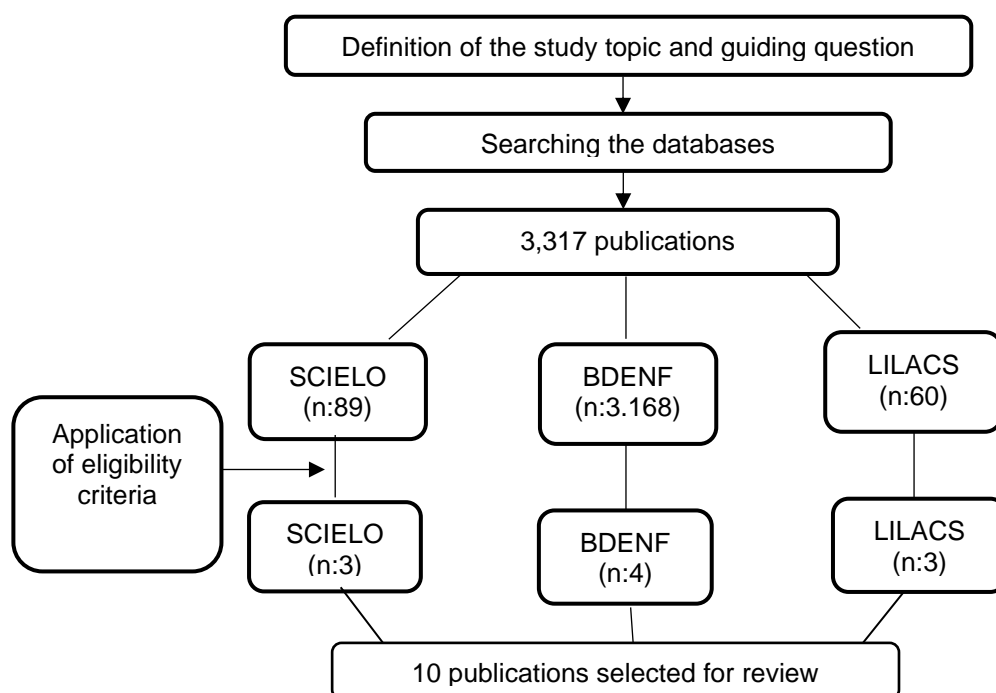 Definition of the study topic and guiding question
Searching the databases
3,317 publications
SCIELO
(n:89)
BDENF
(n:3.168)
LILACS
(n:60)
Application
of eligibility
criteria
SCIELO
(n:3)
BDENF
(n:4)
LILACS
(n:3)
10 publications selected for review